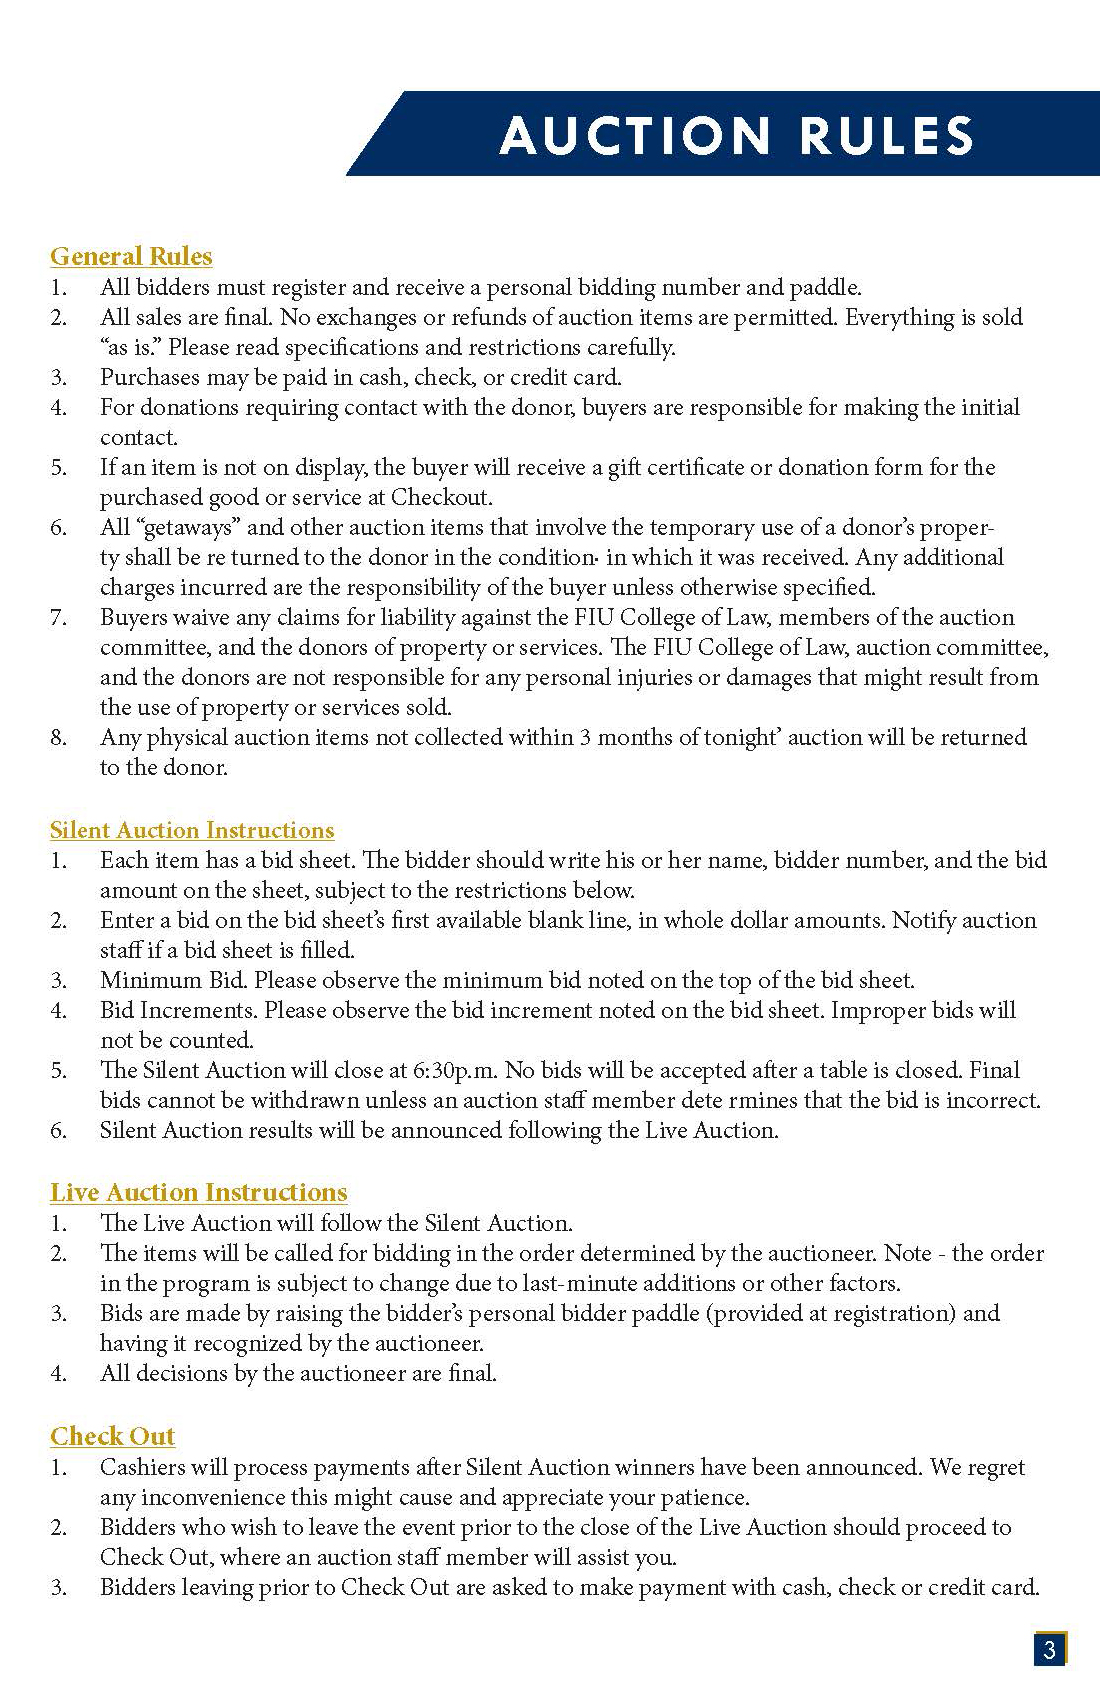 AUCTION RULES
General Rules
1. All bidders must register and receive a personal bidding number and paddle.
2. All sales are final. No exchanges or refunds of auction items are permitted. Everything is sold
“as is.” Please read specifications and restrictions carefully.
3. Purchases may be paid in cash, check, or credit card.
4. For donations requiring contact with the donor, buyers are responsible for making the initial
contact.
5. If an item is not on display, the buyer will receive a gift certificate or donation form for the
purchased good or service at Checkout.
6. All “getaways” and other auction items that involve the temporary use of a donor’s proper-
ty shall be re turned to the donor in the condition· in which it was received. Any additional
charges incurred are the responsibility of the buyer unless otherwise specified.
7. Buyers waive any claims for liability against the FIU College of Law, members of the auction
committee, and the donors of property or services. The FIU College of Law, auction committee,
and the donors are not responsible for any personal injuries or damages that might result from
the use of property or services sold.
8. Any physical auction items not collected within 3 months of tonight’ auction will be returned
to the donor.
Silent Auction Instructions
1. Each item has a bid sheet. The bidder should write his or her name, bidder number, and the bid
amount on the sheet, subject to the restrictions below.
2. Enter a bid on the bid sheet’s first available blank line, in whole dollar amounts. Notify auction
staff if a bid sheet is filled.
3. Minimum Bid. Please observe the minimum bid noted on the top of the bid sheet.
4. Bid Increments. Please observe the bid increment noted on the bid sheet. Improper bids will
not be counted.
5. The Silent Auction will close at 6:30p.m. No bids will be accepted after a table is closed. Final
bids cannot be withdrawn unless an auction staff member dete rmines that the bid is incorrect.
6. Silent Auction results will be announced following the Live Auction.
Live Auction Instructions
1. The Live Auction will follow the Silent Auction.
2. The items will be called for bidding in the order determined by the auctioneer. Note - the order
in the program is subject to change due to last-minute additions or other factors.
3. Bids are made by raising the bidder’s personal bidder paddle (provided at registration) and
having it recognized by the auctioneer.
4. All decisions by the auctioneer are final.
Check Out
1. Cashiers will process payments after Silent Auction winners have been announced. We regret
any inconvenience this might cause and appreciate your patience.
2. Bidders who wish to leave the event prior to the close of the Live Auction should proceed to
Check Out, where an auction staff member will assist you.
3. Bidders leaving prior to Check Out are asked to make payment with cash, check or credit card.
3